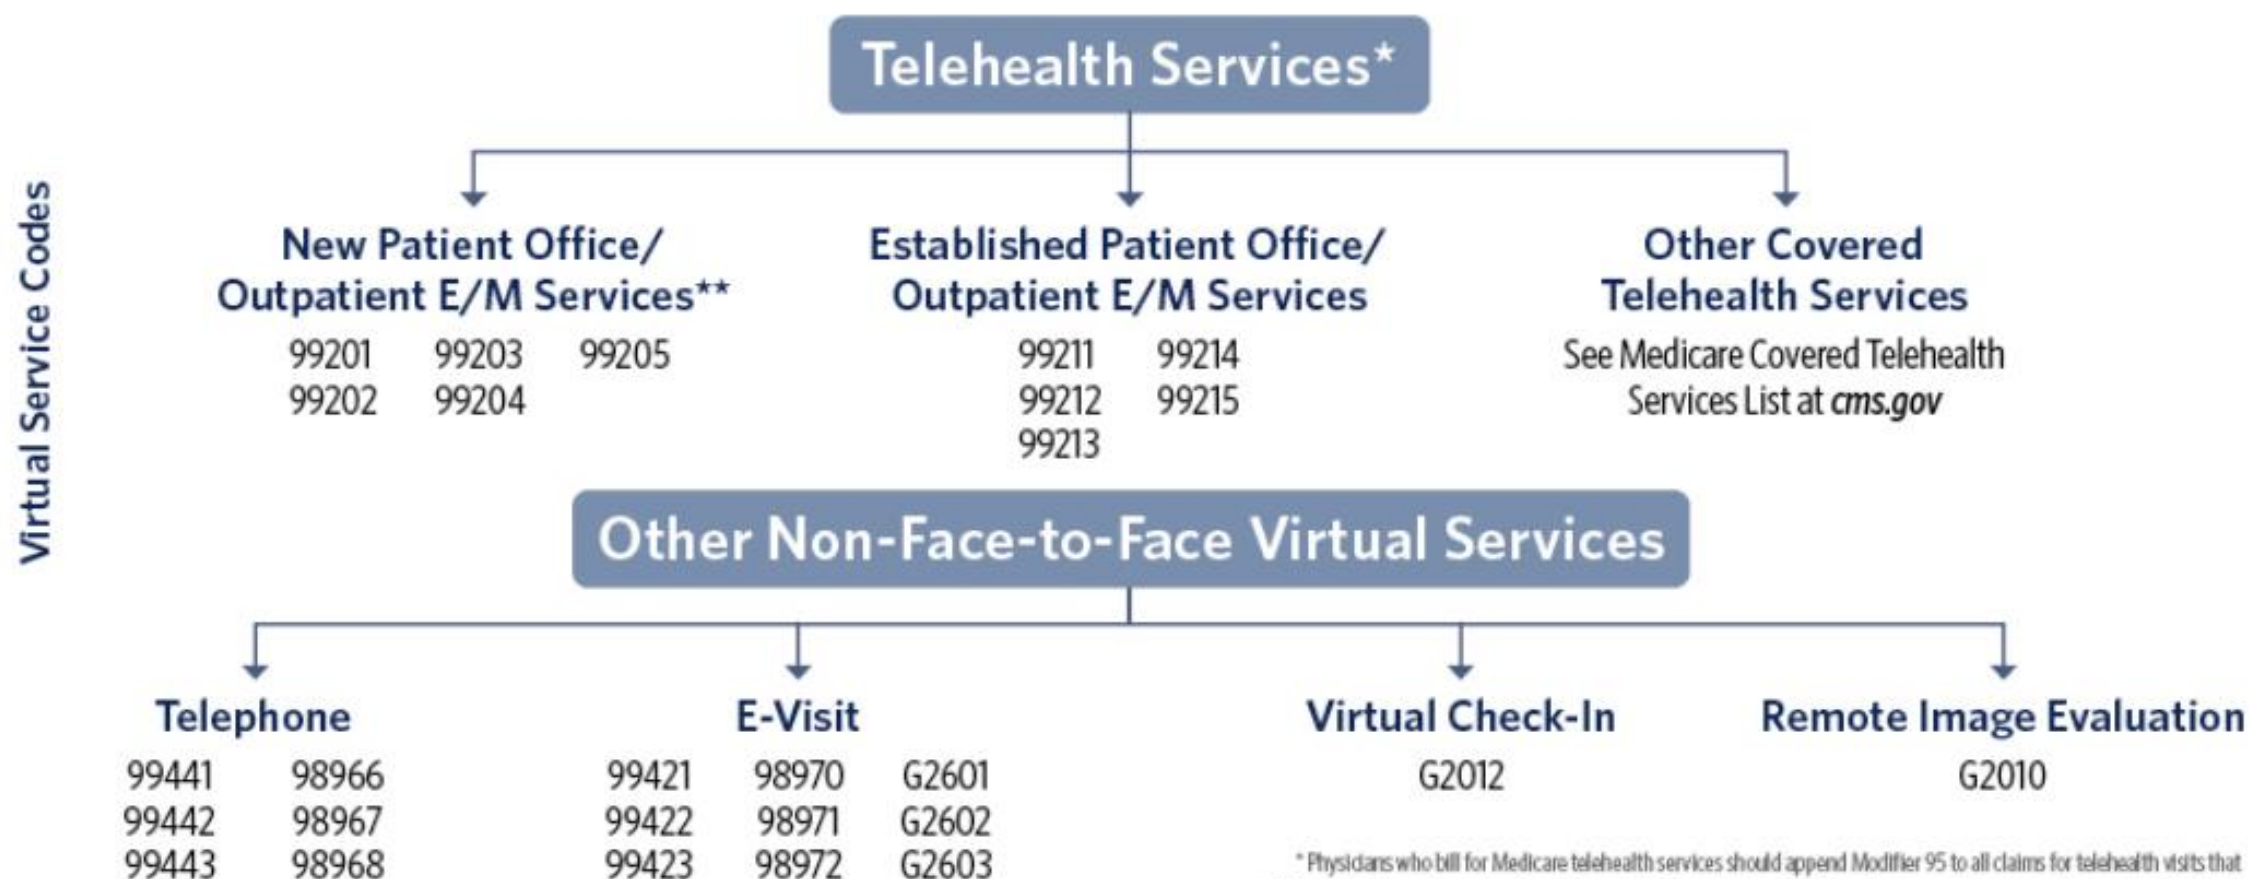 Virtual Service Codes
Telehealth Services*
New Patient Office/
Outpatient E/M Services**
99201 99203 99205
99202 99204
Established Patient Office/
Outpatient E/M Services
99211 99214
99212 99215
99213
Other Covered
Telehealth Services
See Medicare Covered Telehealth
Services List at cms.gov
Other Non-Face-to-Face Virtual Services
Telephone
99441 98966
99442 98967
99443 98968
E-Visit
99421 98970 G2601
99422 98971 G2602
99423 98972 G2603
Virtual Check-In
G2012
Remote Image Evaluation
G2010
* Physicians who bill for Medicare telehealth services should append Modifier 95 to all claims for telehealth visits that